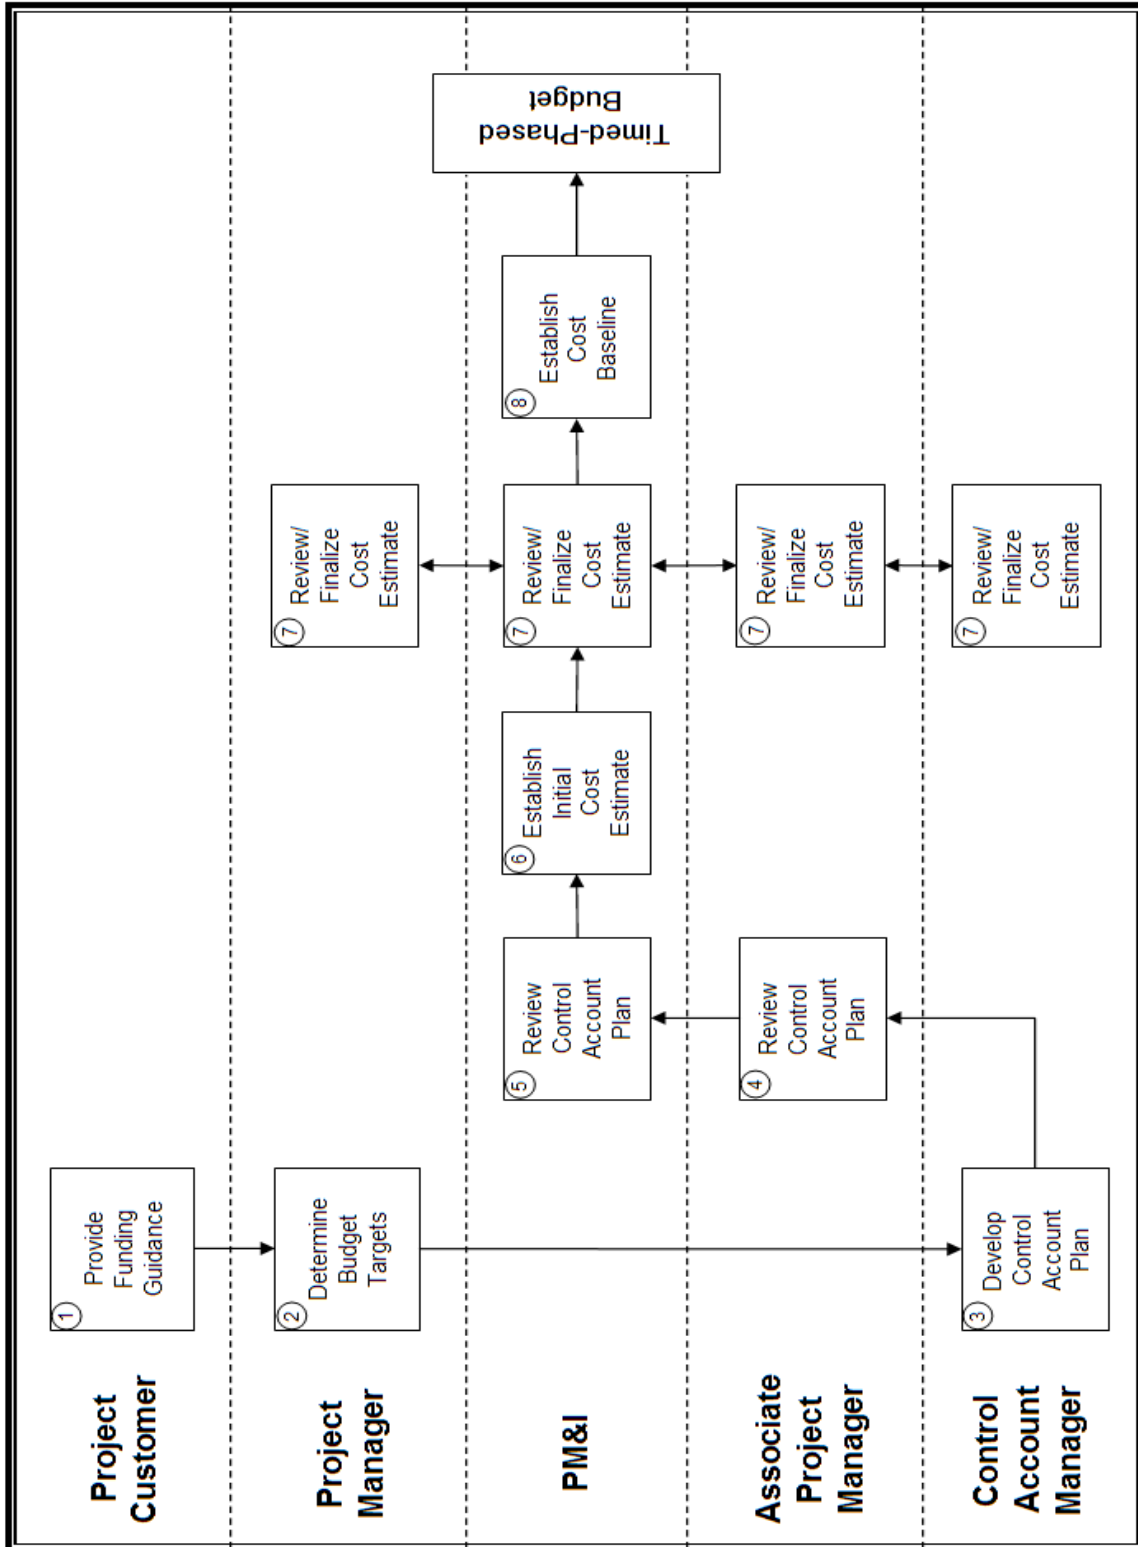 Project
Customer
1
Provide
Funding
Guidance
Project
Manager
2
Determine
Budget
Targets
7
Review/
Finalize
Cost
Estimate
PM&I
5
Review
Control
Account
Plan
6
Establish
Initial
Cost
Estimate
7
Review/
Finalize
Cost
Estimate
8
Establish
Cost
Baseline
Timed-Phased
Budget
Associate
Project
Manager
4
Review
Control
Account
Plan
7
Review/
Finalize
Cost
Estimate
Control
Account
Manager
3
Develop
Control
Account
Plan
7
Review/
Finalize
Cost
Estimate